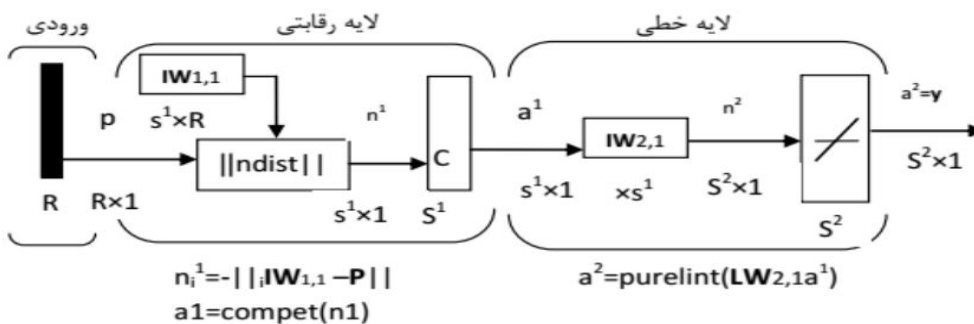 ورودی
لایه رقابتی
لایه خطی
IW1,1
p
s¹×R
n¹
a¹
n²
a²=y
||ndist||
C
IW2,1
R
R×1
s¹×1
S¹
s¹×1
×s¹
S²×1
S²
S²×1
nᵢ¹=-||ᵢIW1,1 –P||
a1=compet(n1)
a²=purelint(LW2,1a¹)